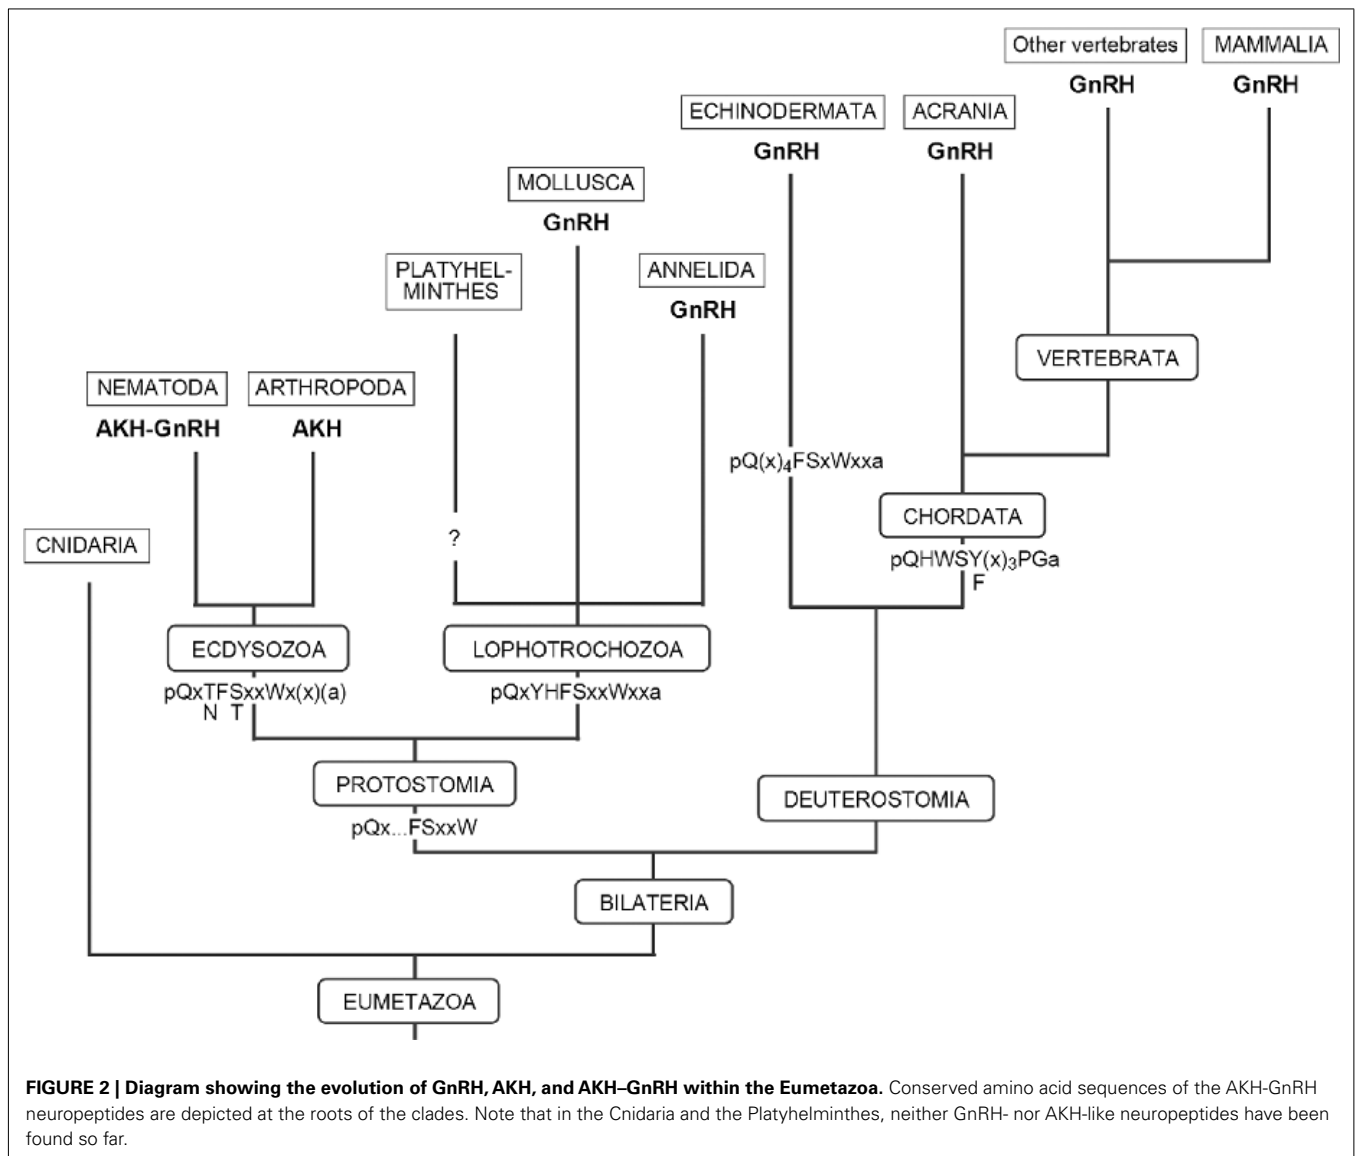 Other vertebrates
GnRH
MAMMALIA
GnRH
ECHINODERMATA
GnRH
ACRANIA
GnRH
MOLLUSCA
GnRH
PLATYHEL-
MINTHES
ANNELIDA
GnRH
VERTEBRATA
NEMATODA
AKH-GnRH
ARTHROPODA
AKH
pQ(x)₄FSxWxxa
CHORDATA
pQHWSY(x)₃PGa
F
CNIDARIA
?
ECDYSOZOA
pQxTFSxxWx(x)(a)
N T
LOPHOTROCHOZOA
pQxYHFSxxWxxa
PROTOSTOMIA
pQx...FSxxW
DEUTEROSTOMIA
BILATERIA
EUMETAZOA
FIGURE 2 | Diagram showing the evolution of GnRH, AKH, and AKH–GnRH within the Eumetazoa. Conserved amino acid sequences of the AKH-GnRH
neuropeptides are depicted at the roots of the clades. Note that in the Cnidaria and the Platyhelminthes, neither GnRH- nor AKH-like neuropeptides have been
found so far.